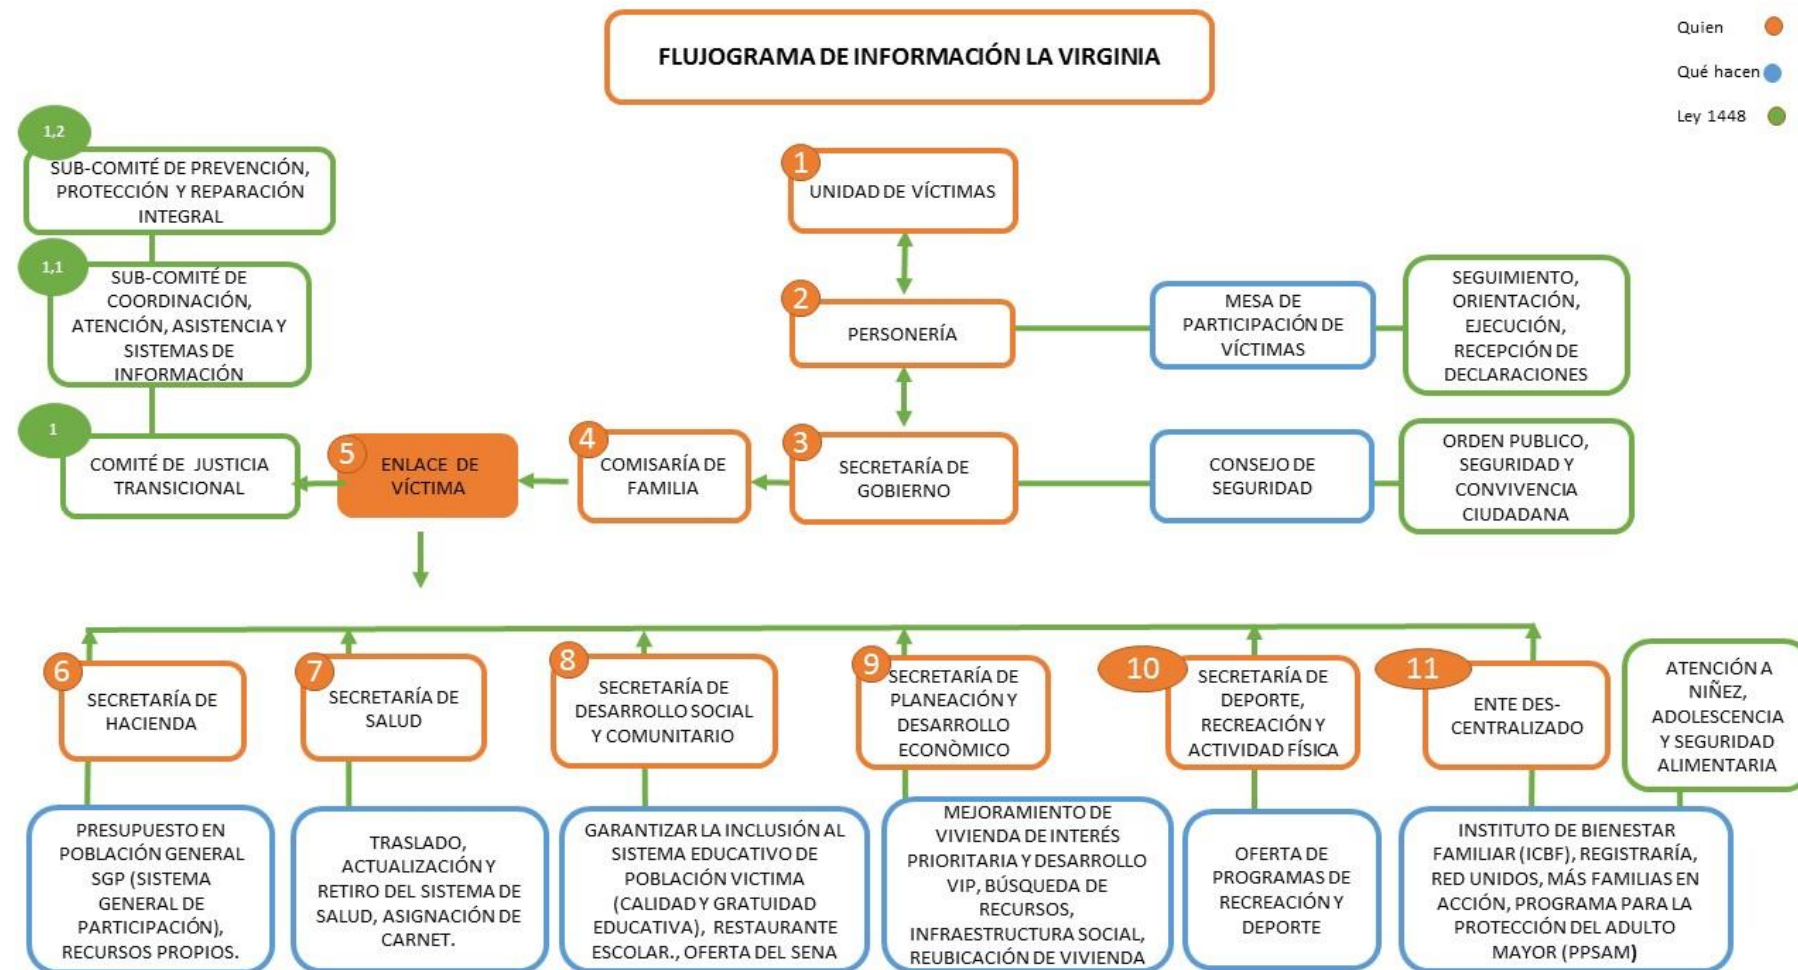 FLUJOGRAMA DE INFORMACIÓN LA VIRGINIA
Quien
Qué hacen
Ley 1448
1,2
SUB-COMITÉ DE PREVENCIÓN,
PROTECCIÓN Y REPARACIÓN
INTEGRAL
1,1
SUB-COMITÉ DE
COORDINACIÓN,
ATENCIÓN, ASISTENCIA Y
SISTEMAS DE
INFORMACIÓN
1
COMITÉ DE JUSTICIA
TRANSICIONAL
1
UNIDAD DE VÍCTIMAS
2
PERSONERÍA
MESA DE
PARTICIPACIÓN DE
VÍCTIMAS
SEGUIMIENTO,
ORIENTACIÓN,
EJECUCIÓN,
RECEPCIÓN DE
DECLARACIONES
3
SECRETARÍA DE
GOBIERNO
CONSEJO DE
SEGURIDAD
ORDEN PUBLICO,
SEGURIDAD Y
CONVIVENCIA
CIUDADANA
4
COMISARÍA DE
FAMILIA
5
ENLACE DE
VÍCTIMA
6
SECRETARÍA DE
HACIENDA
7
SECRETARÍA DE
SALUD
8
SECRETARÍA DE
DESARROLLO SOCIAL
Y COMUNITARIO
9
SECRETARÍA DE
PLANEACIÓN Y
DESARROLLO
ECONÒMICO
10
SECRETARÍA DE
DEPORTE,
RECREACIÓN Y
ACTIVIDAD FÍSICA
11
ENTE DES-
CENTRALIZADO
ATENCIÓN A
NIÑEZ,
ADOLESCENCIA
Y SEGURIDAD
ALIMENTARIA
PRESUPUESTO EN
POBLACIÓN GENERAL
SGP (SISTEMA
GENERAL DE
PARTICIPACIÓN),
RECURSOS PROPIOS.
TRASLADO,
ACTUALIZACIÓN Y
RETIRO DEL SISTEMA DE
SALUD, ASIGNACIÓN DE
CARNET.
GARANTIZAR LA INCLUSIÓN AL
SISTEMA EDUCATIVO DE
POBLACIÓN VICTIMA
(CALIDAD Y GRATUIDAD
EDUCATIVA), RESTAURANTE
ESCOLAR., OFERTA DEL SENA
MEJORAMIENTO DE
VIVIENDA DE INTERÉS
PRIORITARIA Y DESARROLLO
VIP, BÚSQUEDA DE
RECURSOS,
INFRAESTRUCTURA SOCIAL,
REUBICACIÓN DE VIVIENDA
OFERTA DE
PROGRAMAS DE
RECREACIÓN Y
DEPORTE
INSTITUTO DE BIENESTAR
FAMILIAR (ICBF), REGISTRARÍA,
RED UNIDOS, MÁS FAMILIAS EN
ACCIÓN, PROGRAMA PARA LA
PROTECCIÓN DEL ADULTO
MAYOR (PPSAM)